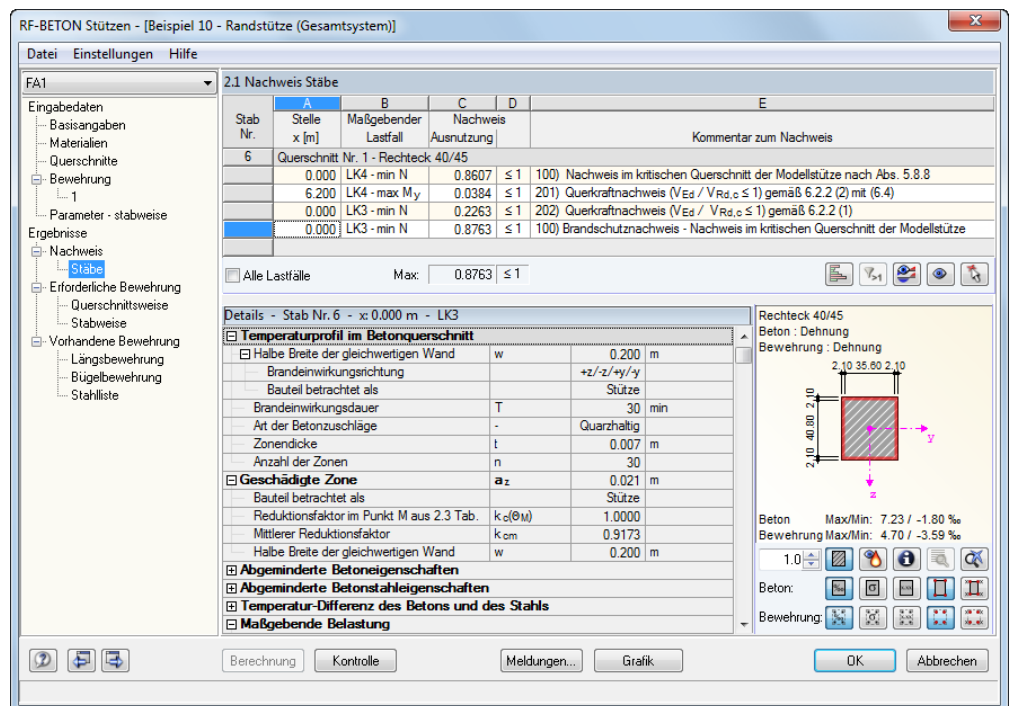 RF-BETON Stützen - [Beispiel 10 - Randstütze (Gesamtsystem)]
Datei Einstellungen Hilfe
FA1
Eingabedaten
Basisangaben
Materialien
Querschnitte
Bewehrung
1
Parameter - stabweise
Ergebnisse
Nachweis
Stäbe
Erforderliche Bewehrung
Querschnittsweise
Stabweise
Vorhandene Bewehrung
Längsbewehrung
Bügelbewehrung
Stahlliste
2.1 Nachweis Stäbe
A B C D E
Stab Stelle Maßgebender Nachweis
Nr. x [m] Lastfall Ausnutzung Kommentar zum Nachweis
6 Querschnitt Nr. 1 - Rechteck 40/45
0.000 LK4 - min N 0.8607 ≤ 1 100) Nachweis im kritischen Querschnitt der Modellstütze nach Abs. 5.8.8
6.200 LK4 - max My 0.0384 ≤ 1 201) Querkraftnachweis (VEd / VRd,c ≤ 1) gemäß 6.2.2 (2) mit (6.4)
0.000 LK3 - min N 0.2263 ≤ 1 202) Querkraftnachweis (VEd / VRd,c ≤ 1) gemäß 6.2.2 (1)
0.000 LK3 - min N 0.8763 ≤ 1 100) Brandschutznachweis - Nachweis im kritischen Querschnitt der Modellstütze
Alle Lastfälle Max: 0.8763 ≤ 1
>1
Details - Stab Nr. 6 - x: 0.000 m - LK3
Temperaturprofil im Betonquerschnitt
Halbe Breite der gleichwertigen Wand w 0.200 m
Brandeinwirkungsrichtung +z/-z/+y/-y
Bauteil betrachtet als Stütze
Brandeinwirkungsdauer T 30 min
Art der Betonzuschläge - Quarzhaltig
Zonendicke t 0.007 m
Anzahl der Zonen n 30
Geschädigte Zone az 0.021 m
Bauteil betrachtet als Stütze
Reduktionsfaktor im Punkt M aus 2.3 Tab. kc(ΘM) 1.0000
Mittlerer Reduktionsfaktor kcm 0.9173
Halbe Breite der gleichwertigen Wand w 0.200 m
Abgeminderte Betoneigenschaften
Abgeminderte Betonstahleigenschaften
Temperatur-Differenz des Betons und des Stahls
Maßgebende Belastung
Rechteck 40/45
Beton : Dehnung
Bewehrung : Dehnung
2.10 35.60 2.10
2.10
40.80
2.10
y
z
Beton Max/Min: 7.23 / -1.80 ‰
Bewehrung Max/Min: 4.70 / -3.59 ‰
1.0
Beton:
Bewehrung:
Berechnung Kontrolle Meldungen... Grafik OK Abbrechen